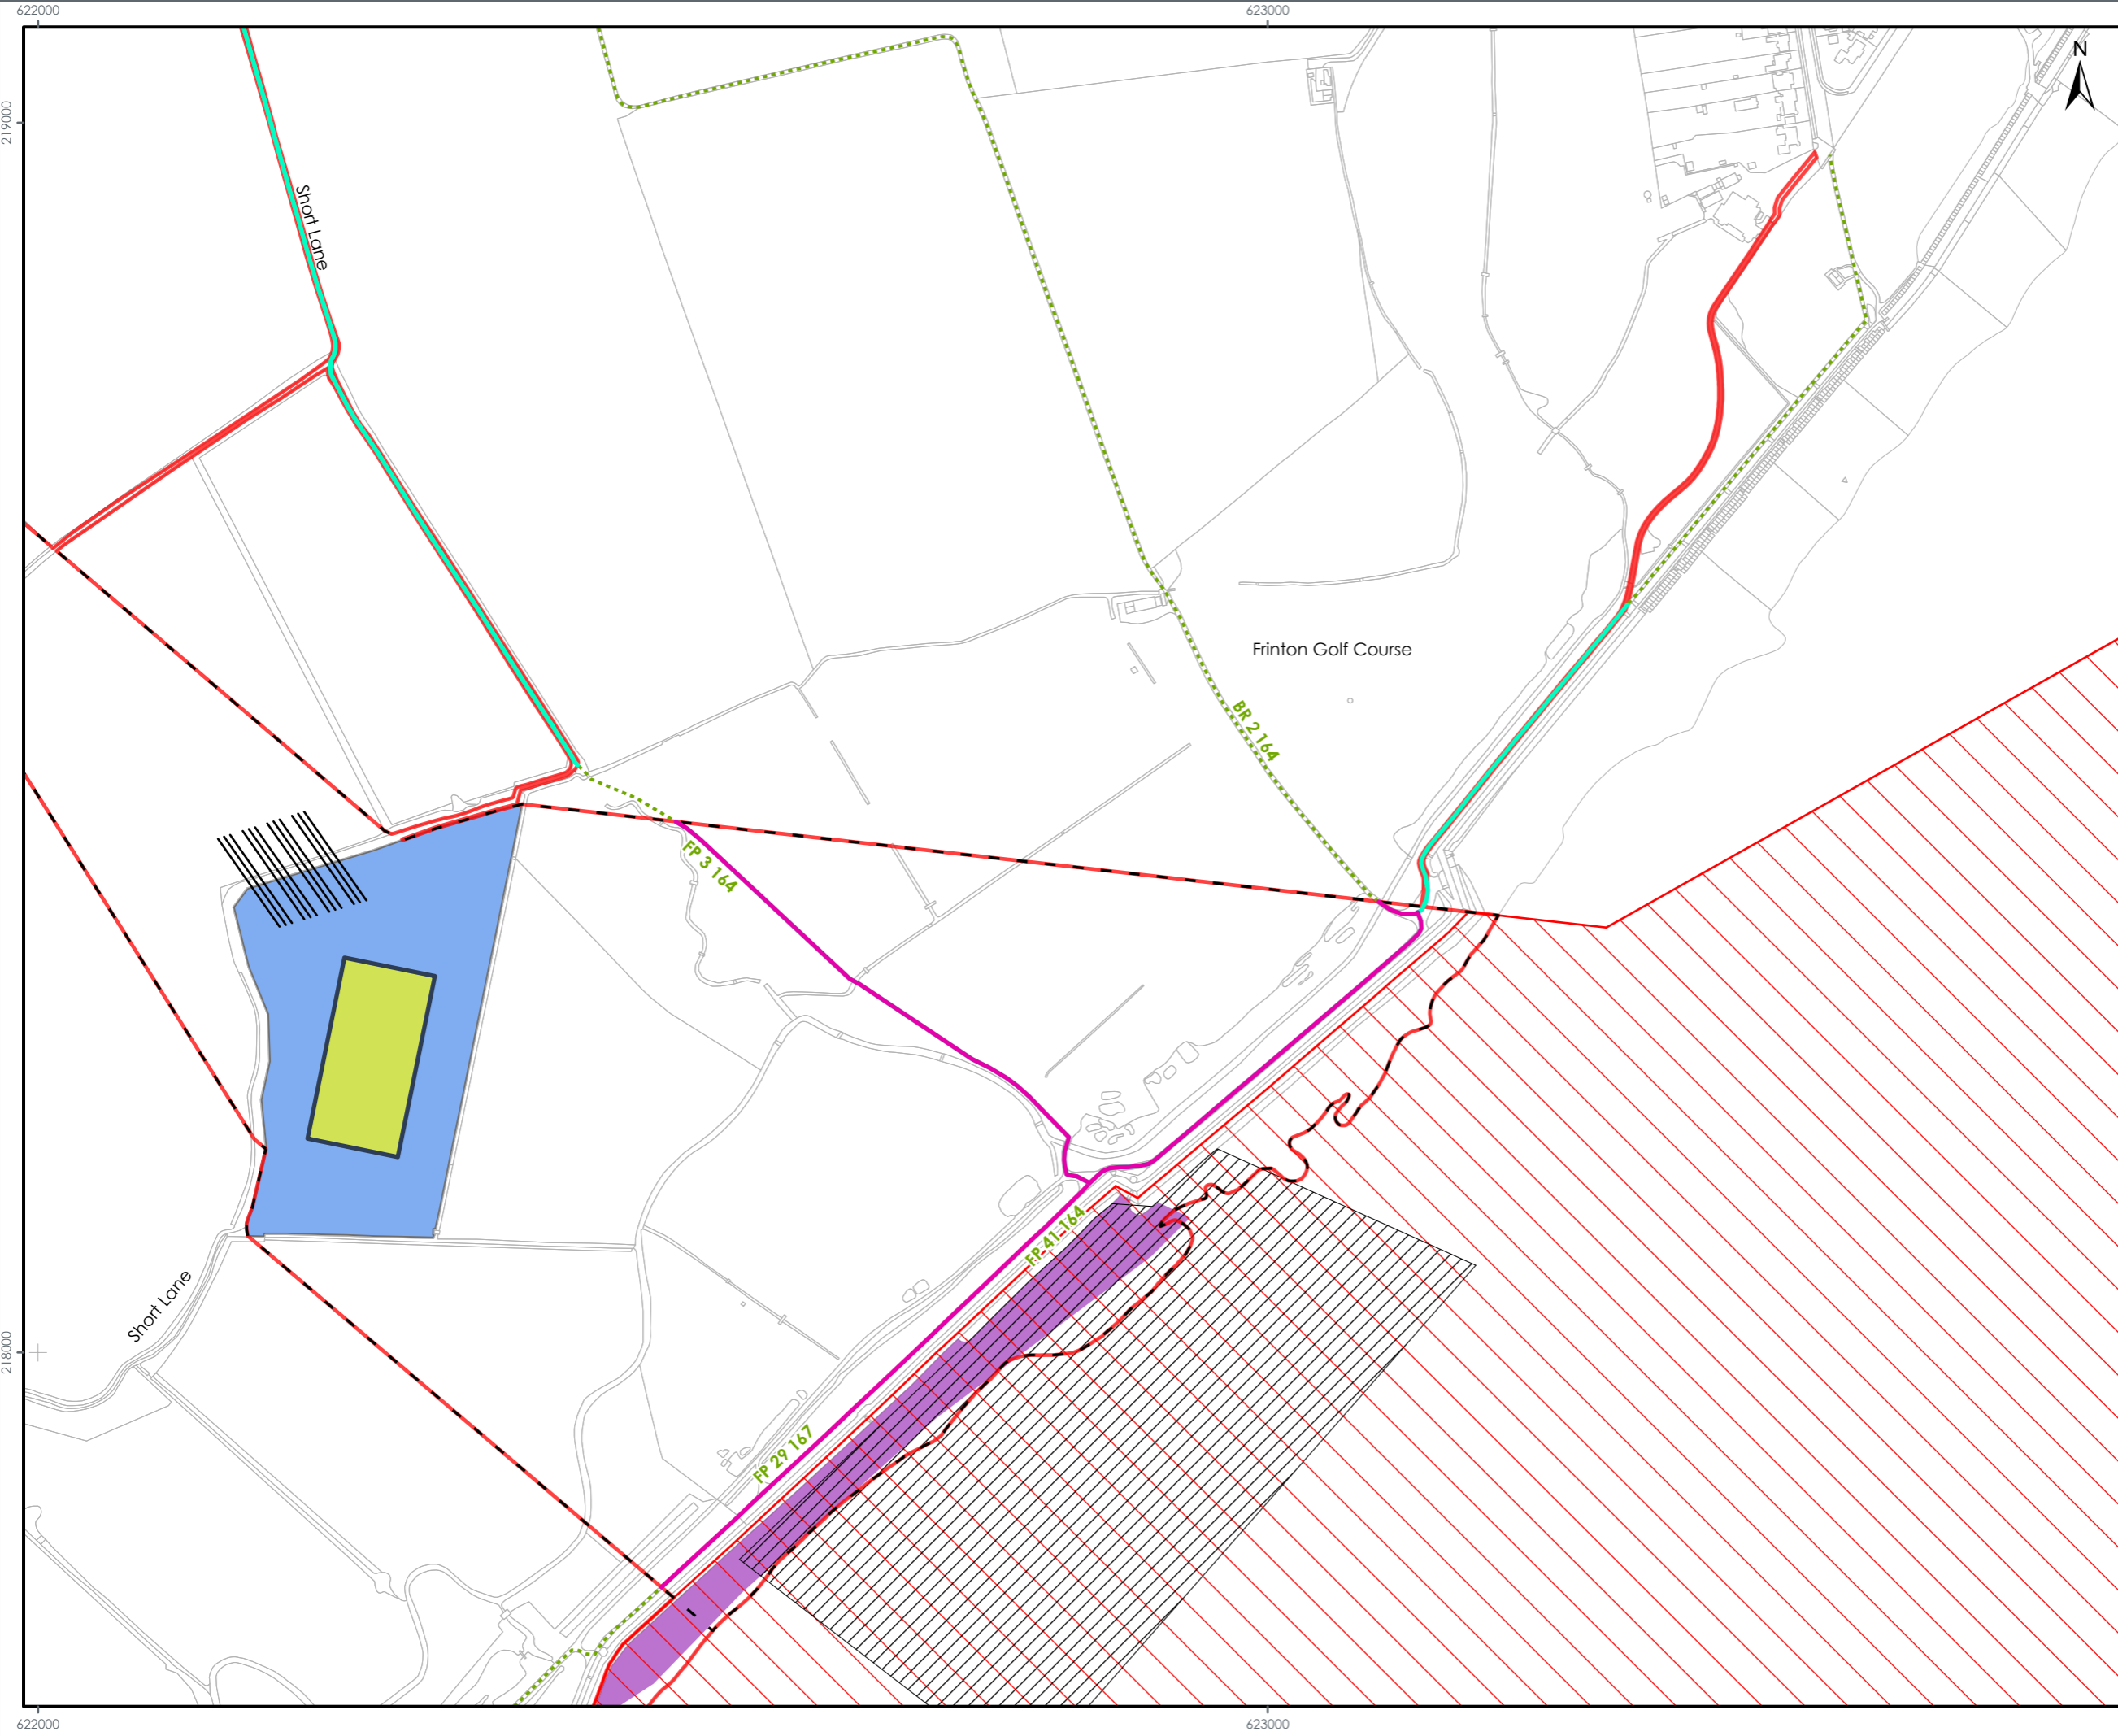 622000
623000
N
219000
Short Lane
Frinton Golf Course
BR 2 164
FP 3 164
FP 41 164
Short Lane
218000
FP 29 167
622000
623000